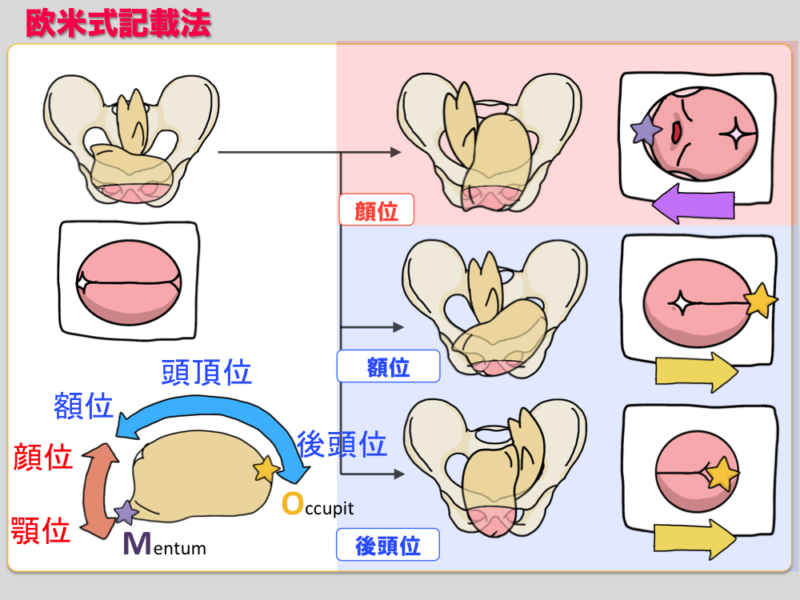 欧米式記載法
顔位
額位
後頭位
頭頂位
額位
後頭位
顔位
顎位
Occupit
Mentum